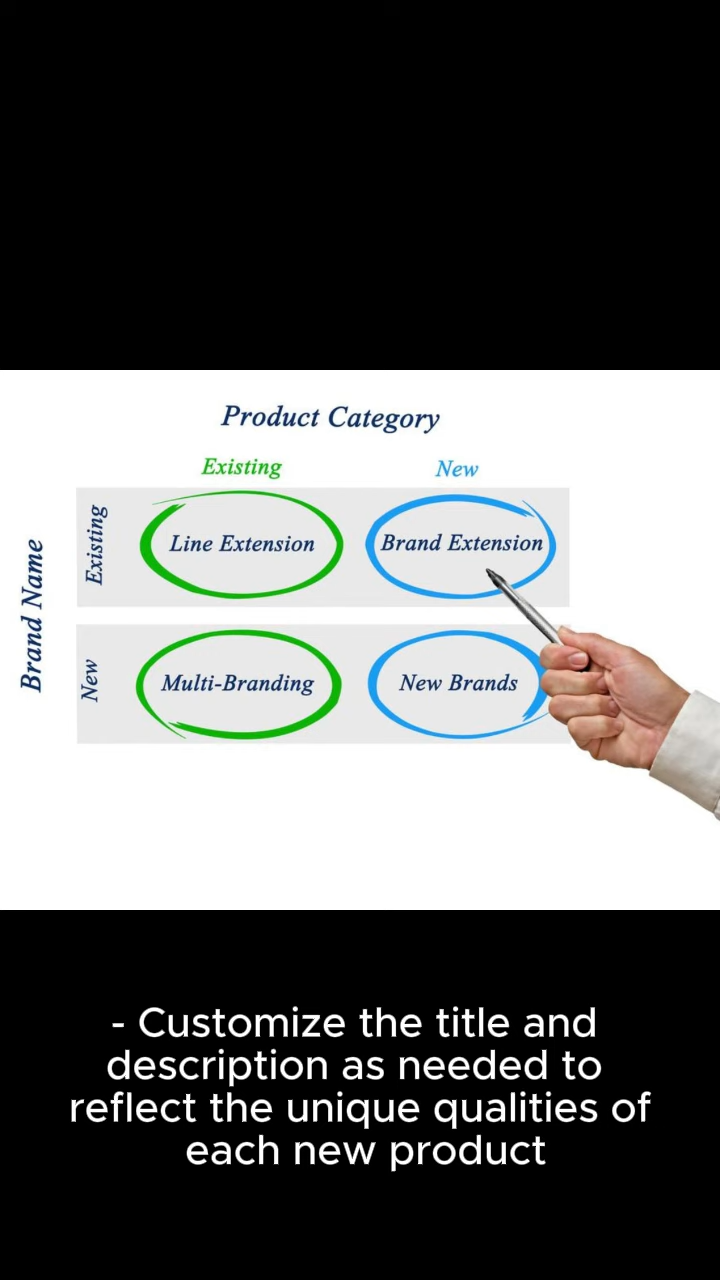 Product Category
Existing New
Brand Name
Existing
Line Extension Brand Extension
New
Multi-Branding New Brands
- Customize the title and
description as needed to
reflect the unique qualities of
each new product